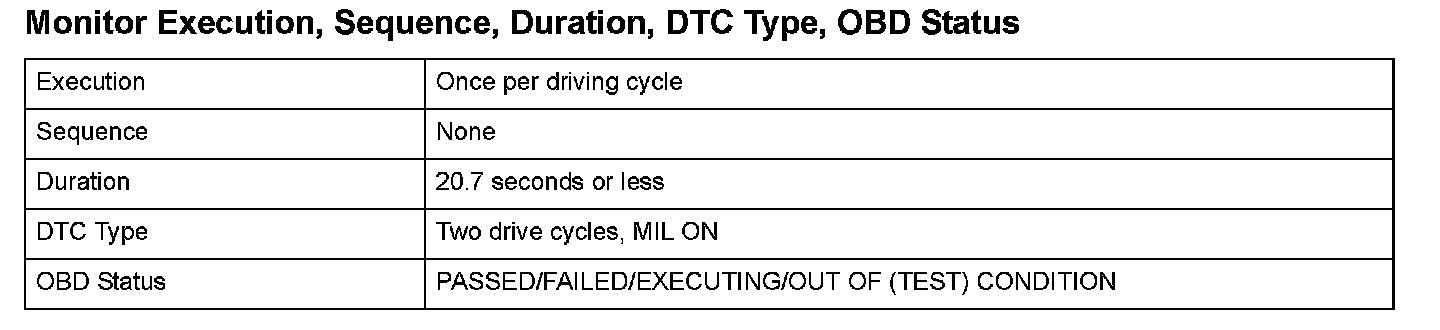 Monitor Execution, Sequence, Duration, DTC Type, OBD Status
Execution Once per driving cycle
Sequence None
Duration 20.7 seconds or less
DTC Type Two drive cycles, MIL ON
OBD Status PASSED/FAILED/EXECUTING/OUT OF (TEST) CONDITION